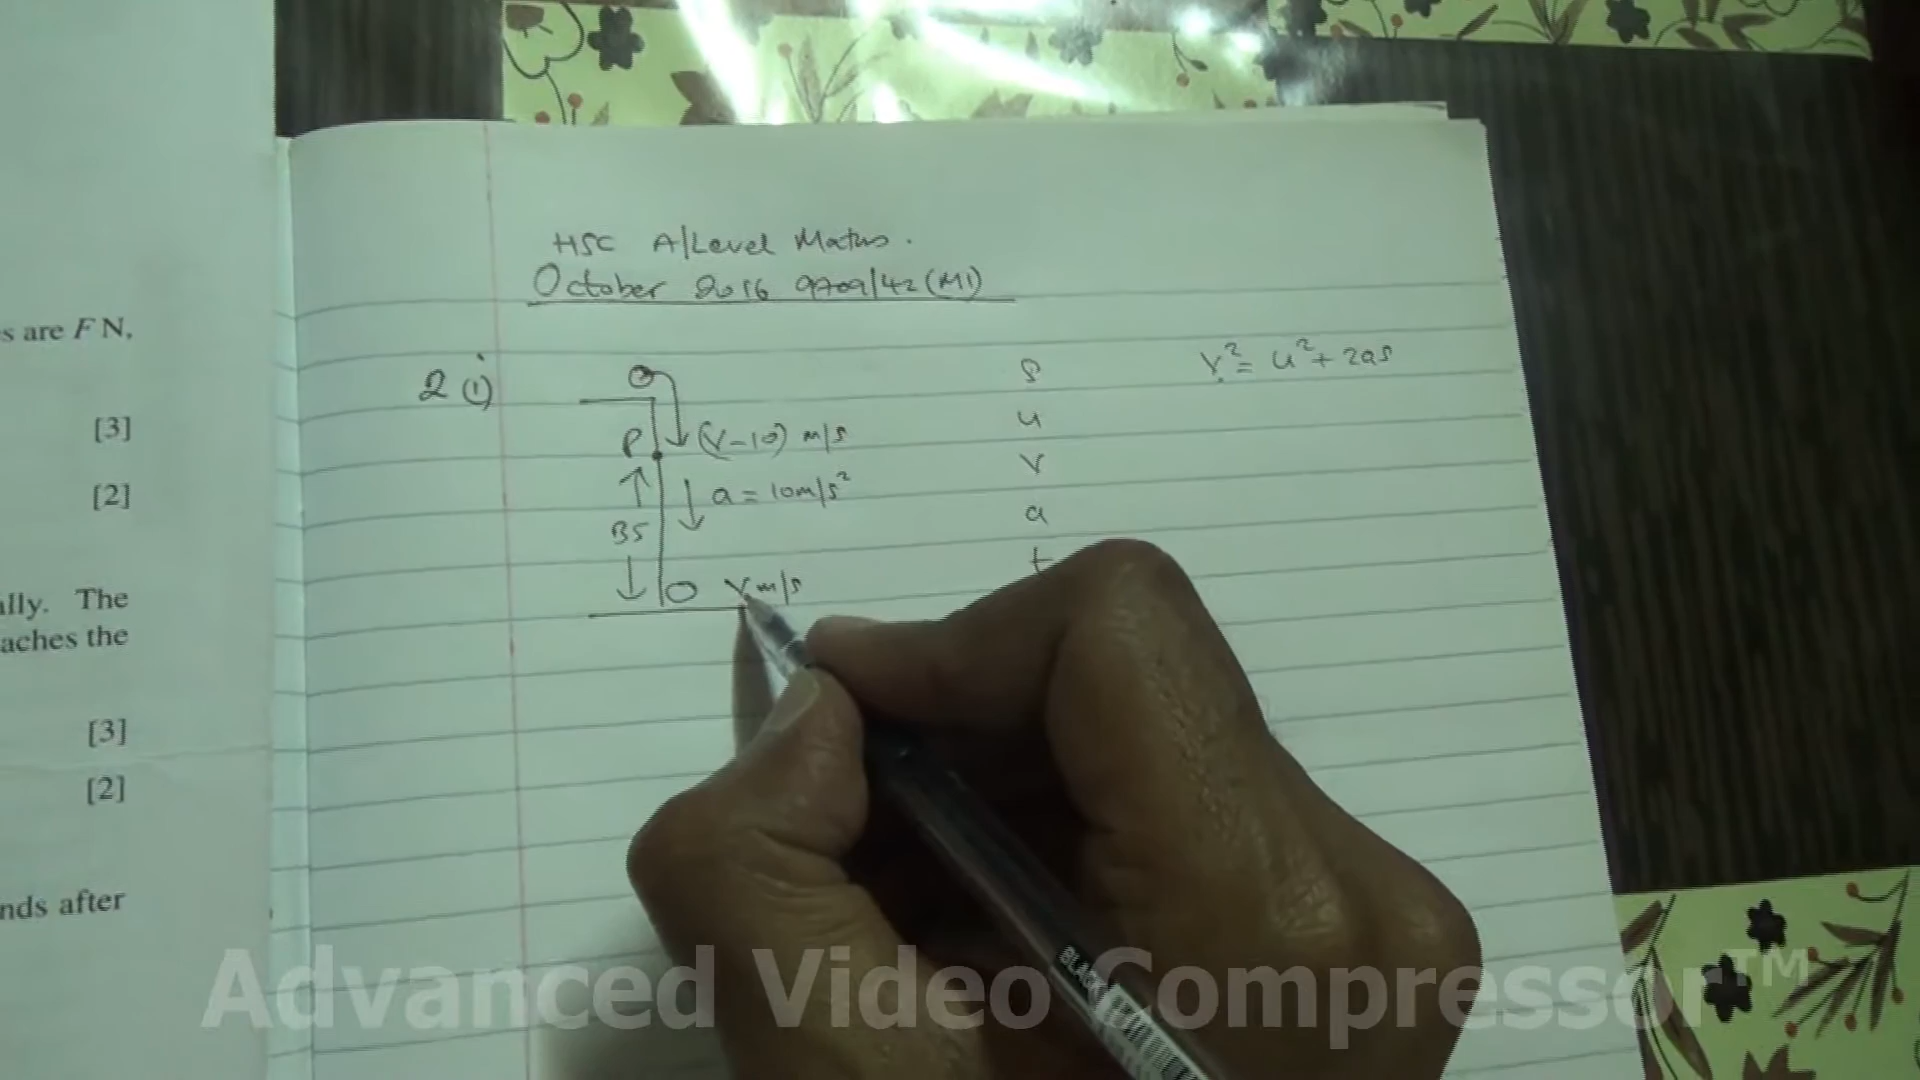 s are F N,
[3]
[2]
ally. The
aches the
[3]
[2]
nds after
HSC A/Level Maths.
October 2016 9709/42 (M1)
2 (i)
P
(V-10) m/s
a = 10m/s²
35
O V m/s
s
u
v
a
t
V² = u² + 2as
BLACK
Advanced Video Compressor™